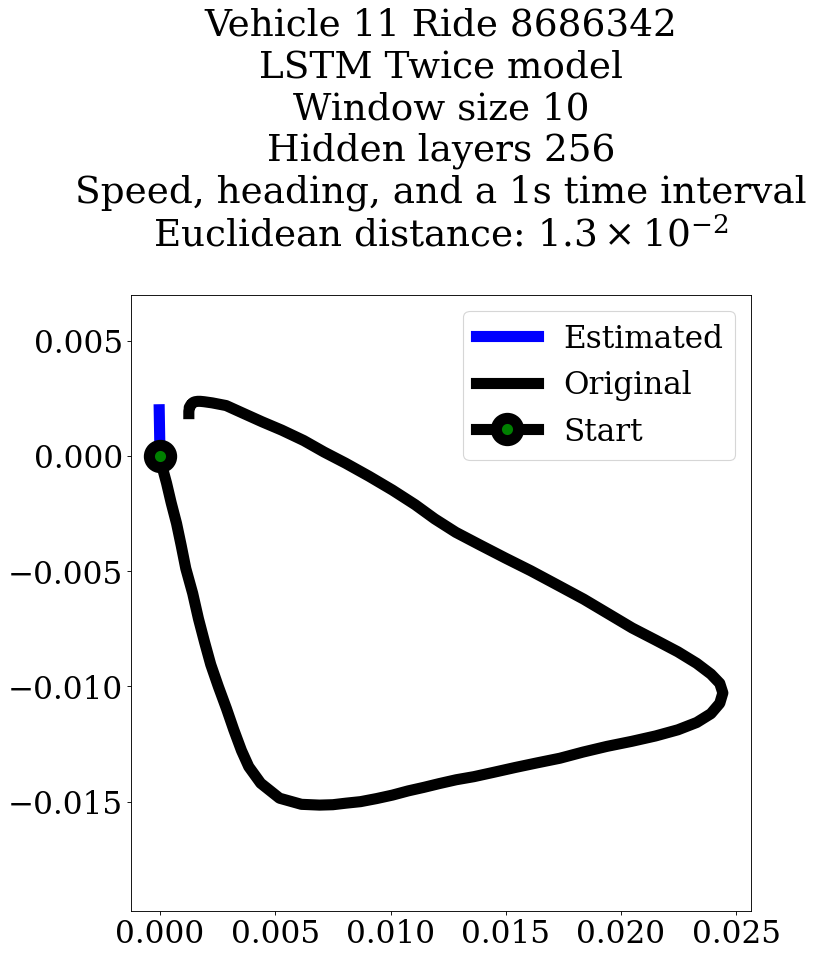 Vehicle 11 Ride 8686342
LSTM Twice model
Window size 10
Hidden layers 256
Speed, heading, and a 1s time interval
Euclidean distance: 1.3 × 10⁻²
Estimated
Original
Start
0.005
0.000
−0.005
−0.010
−0.015
0.000 0.005 0.010 0.015 0.020 0.025